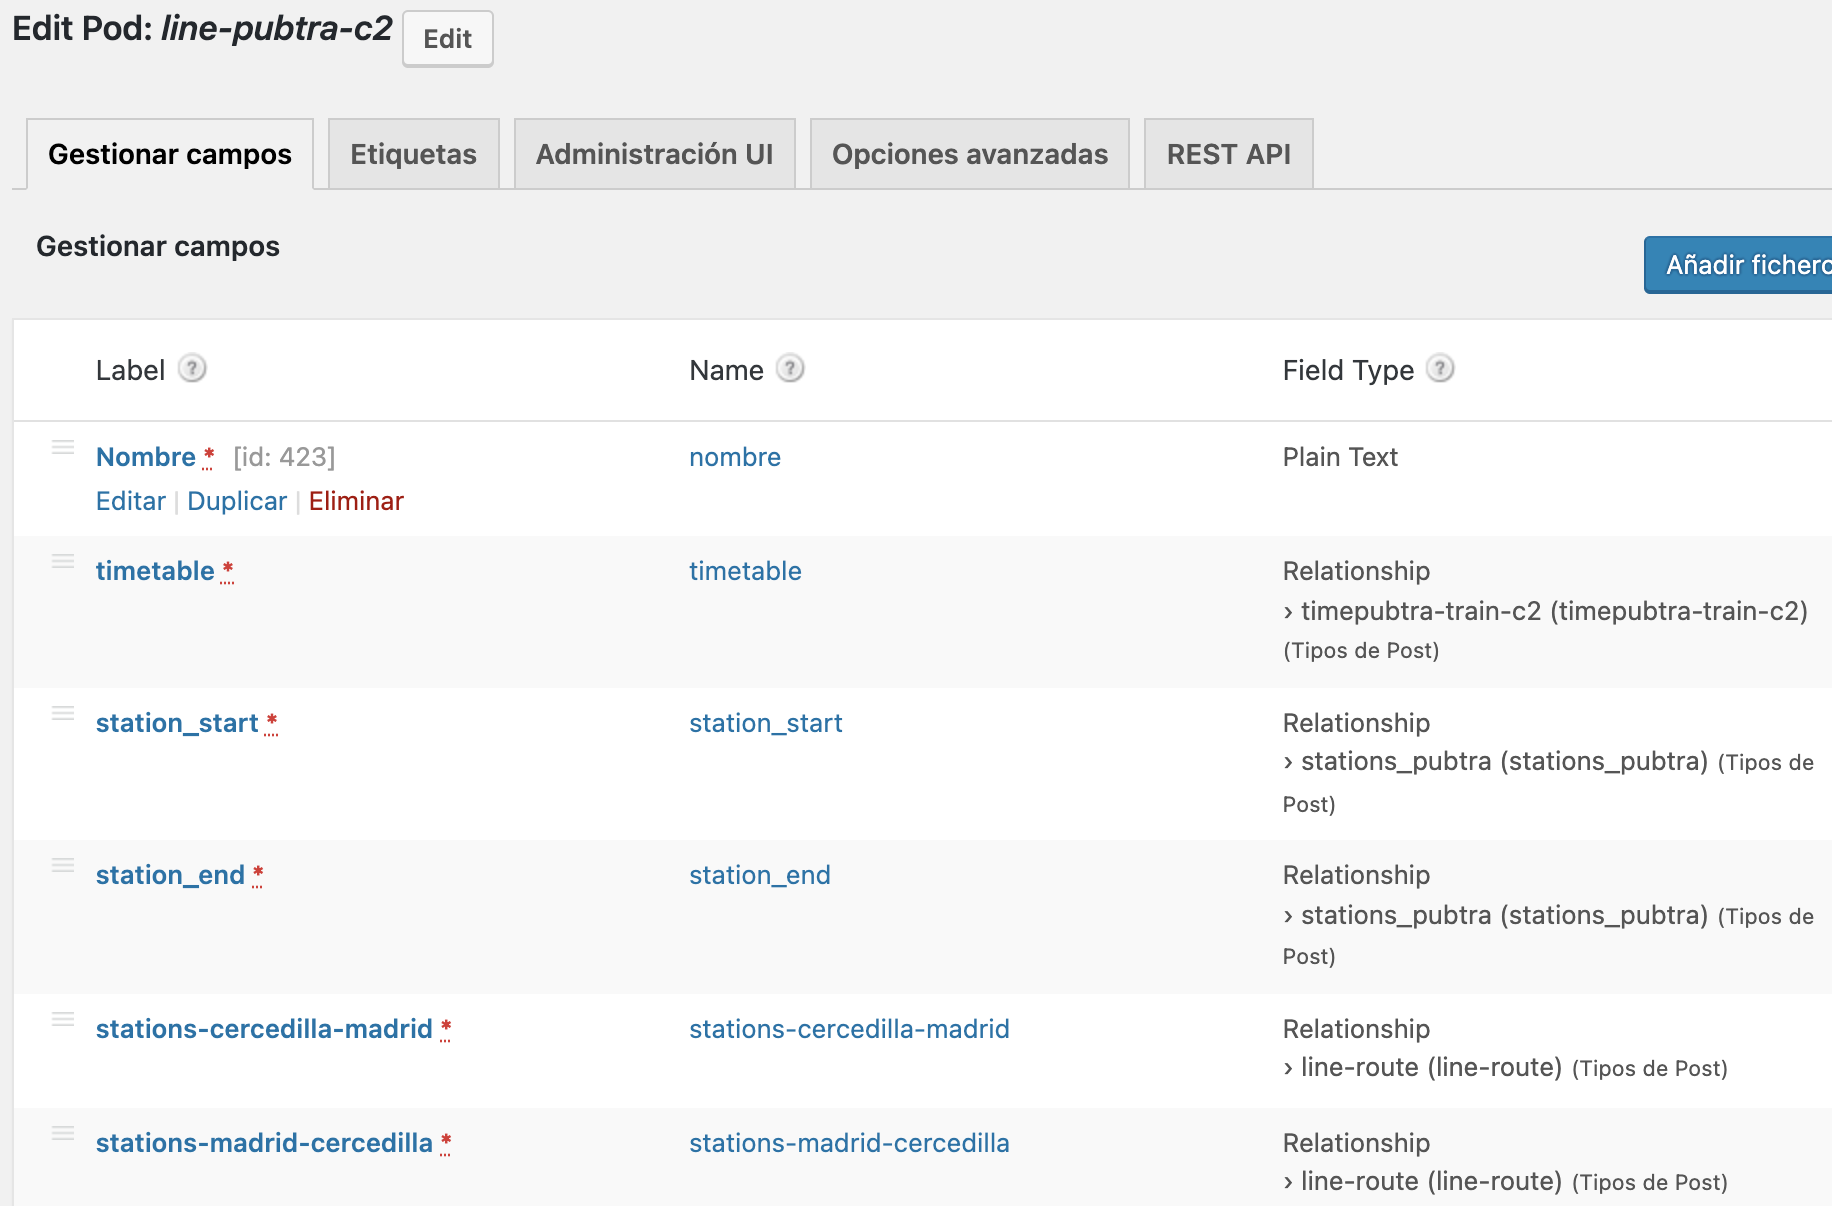 Edit Pod: line-pubtra-c2 Edit
Gestionar campos Etiquetas Administración UI Opciones avanzadas REST API
Gestionar campos
Añadir fichero
Label ? Name ? Field Type ?
Nombre * [id: 423] nombre Plain Text
Editar | Duplicar | Eliminar
timetable * timetable Relationship
› timepubtra-train-c2 (timepubtra-train-c2)
(Tipos de Post)
station_start * station_start Relationship
› stations_pubtra (stations_pubtra) (Tipos de
Post)
station_end * station_end Relationship
› stations_pubtra (stations_pubtra) (Tipos de
Post)
stations-cercedilla-madrid * stations-cercedilla-madrid Relationship
› line-route (line-route) (Tipos de Post)
stations-madrid-cercedilla * stations-madrid-cercedilla Relationship
› line-route (line-route) (Tipos de Post)